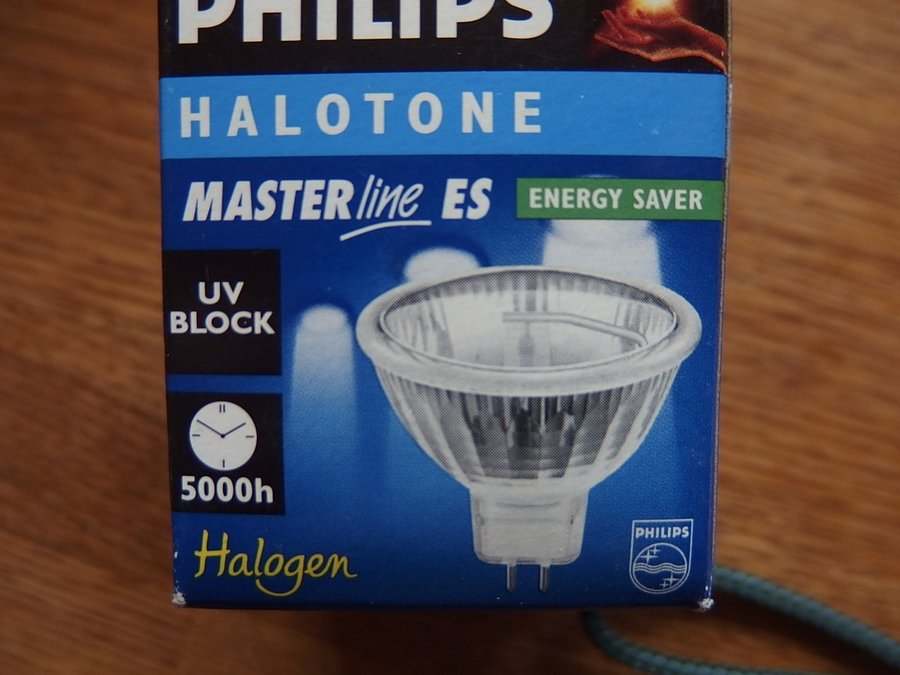 PHILIPS
HALOTONE
MASTERline ES
ENERGY SAVER
UV
BLOCK
5000h
Halogen
PHILIPS